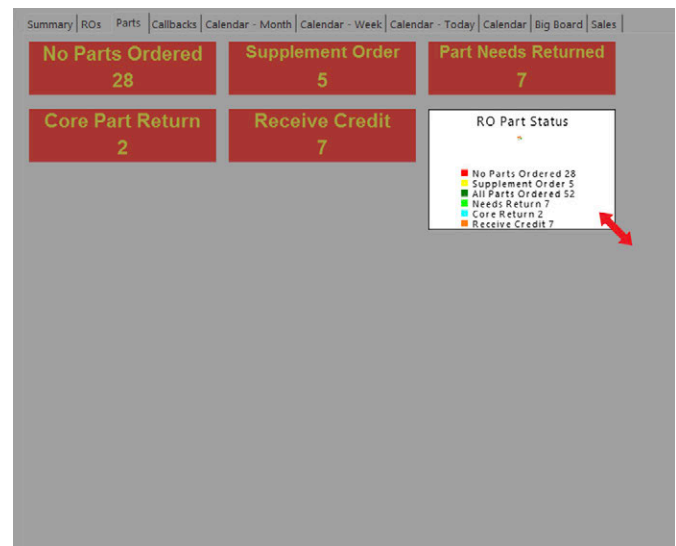 Summary ROs Parts Callbacks Calendar - Month Calendar - Week Calendar - Today Calendar Big Board Sales
No Parts Ordered
28
Supplement Order
5
Part Needs Returned
7
Core Part Return
2
Receive Credit
7
RO Part Status
No Parts Ordered 28
Supplement Order 5
All Parts Ordered 52
Needs Return 7
Core Return 2
Receive Credit 7